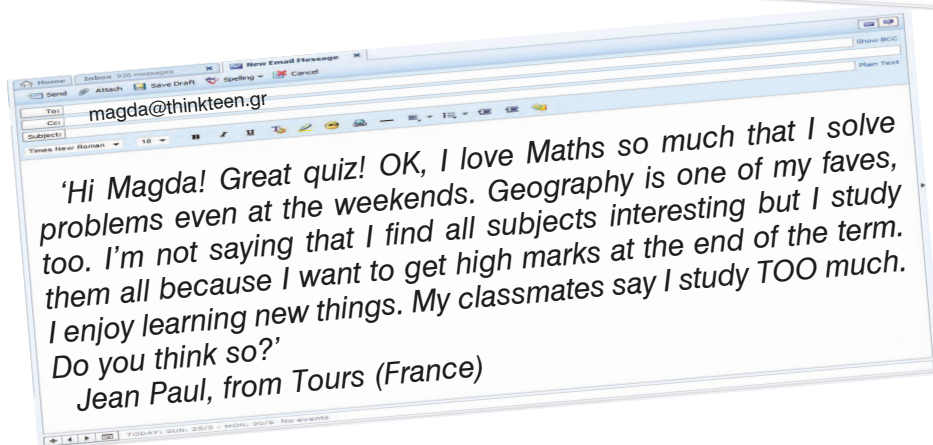 Home Inbox 926 messages New Email Message
Send Attach Save Draft Spelling Cancel
Show BCC
To: magda@thinkteen.gr
Cc:
Plain Text
Subject:
Times New Roman 18 B I U
‘Hi Magda! Great quiz! OK, I love Maths so much that I solve
problems even at the weekends. Geography is one of my faves,
too. I’m not saying that I find all subjects interesting but I study
them all because I want to get high marks at the end of the term.
I enjoy learning new things. My classmates say I study TOO much.
Do you think so?’
Jean Paul, from Tours (France)
TODAY: SUN, 25/5 - MON, 30/6 No events